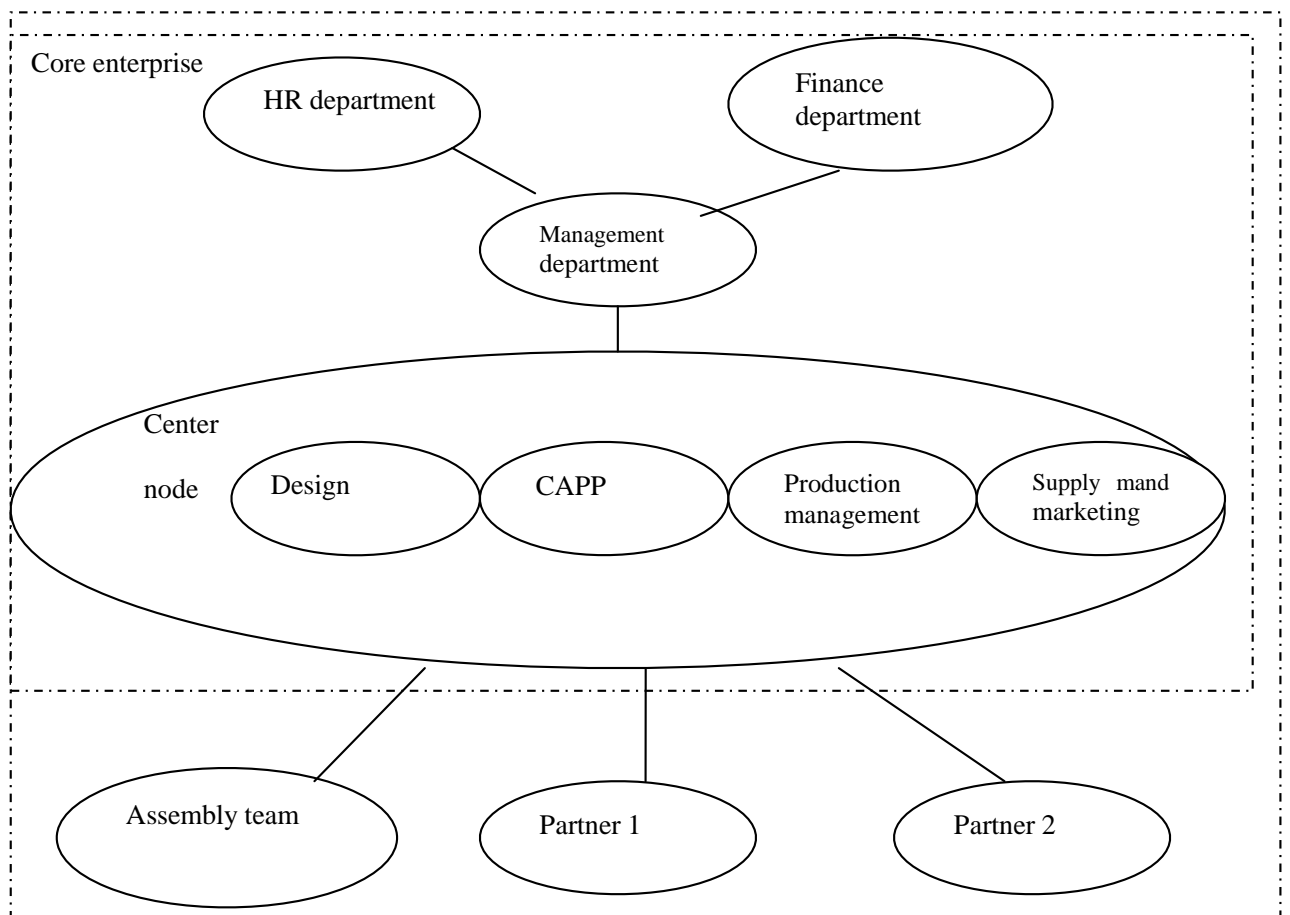 Core enterprise
HR department
Finance
department
Management
department
Center
node
Design
CAPP
Production
management
Supply mand
marketing
Assembly team
Partner 1
Partner 2